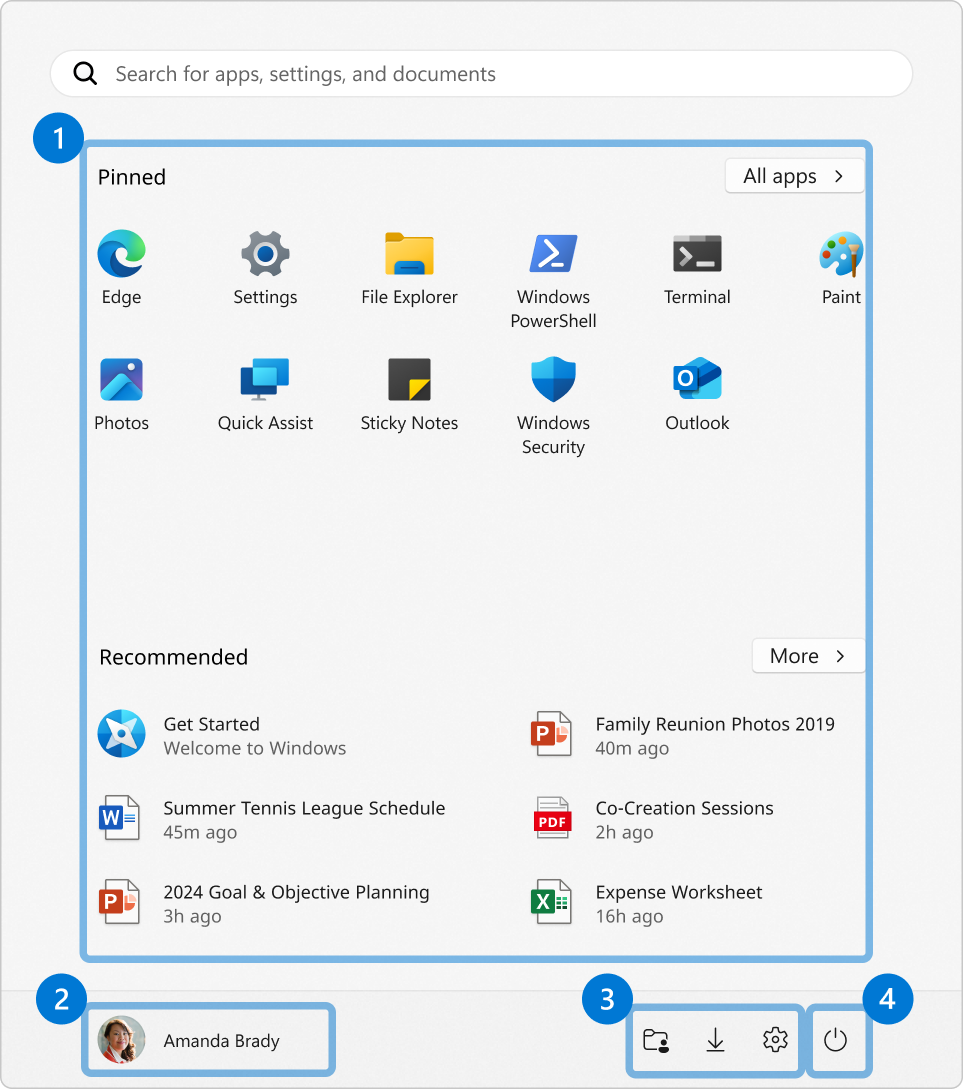 Search for apps, settings, and documents
1
Pinned
All apps
Edge
Settings
File Explorer
Windows PowerShell
Terminal
Paint
Photos
Quick Assist
Sticky Notes
Windows Security
Outlook
Recommended
More
Get Started
Welcome to Windows
P
Family Reunion Photos 2019
40m ago
W
Summer Tennis League Schedule
45m ago
PDF
Co-Creation Sessions
2h ago
P
2024 Goal & Objective Planning
3h ago
X
Expense Worksheet
16h ago
2
Amanda Brady
3
4